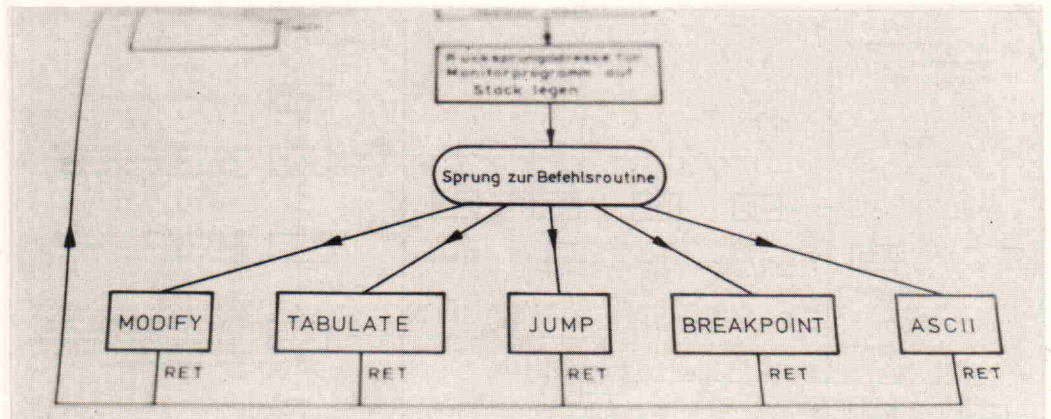 Rücksprungadresse für
Monitorprogramm auf
Stack legen
Sprung zur Befehlsroutine
MODIFY
TABULATE
JUMP
BREAKPOINT
ASCII
RET
RET
RET
RET
RET